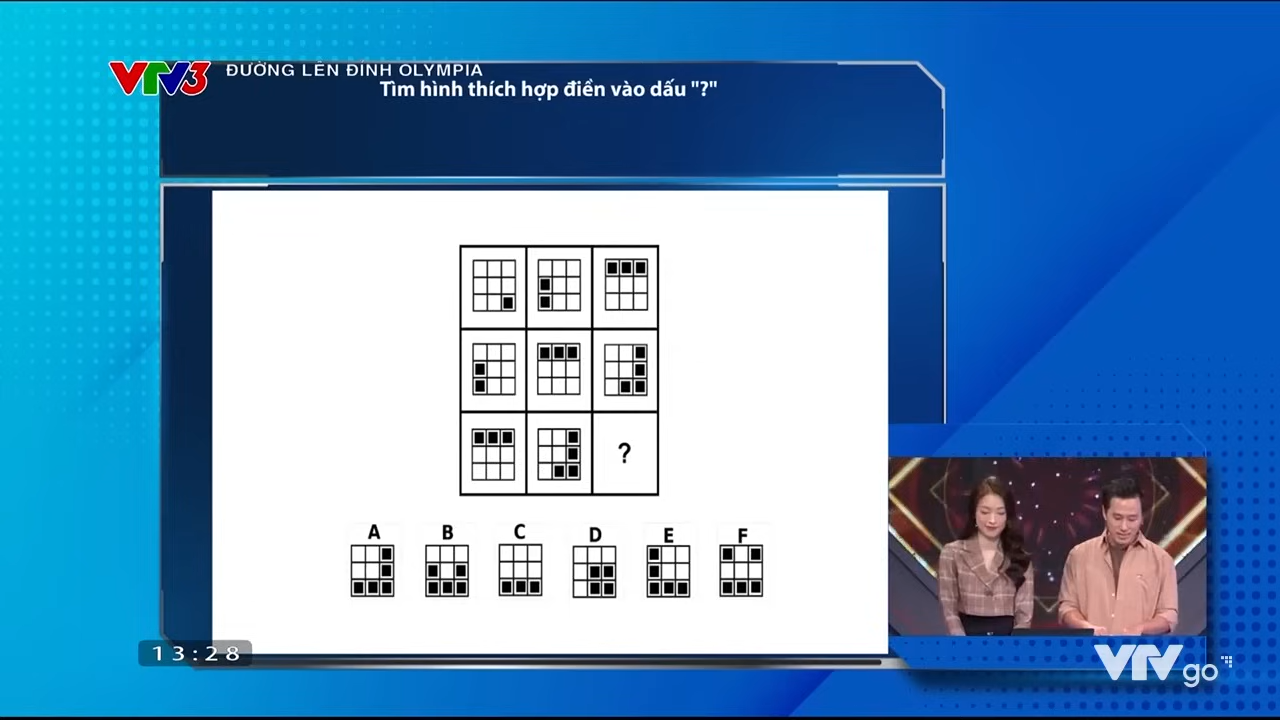 VTV3
ĐƯỜNG LÊN ĐỈNH OLYMPIA
Tìm hình thích hợp điền vào dấu "?"
?
A B C D E F
13:28
VTVgo